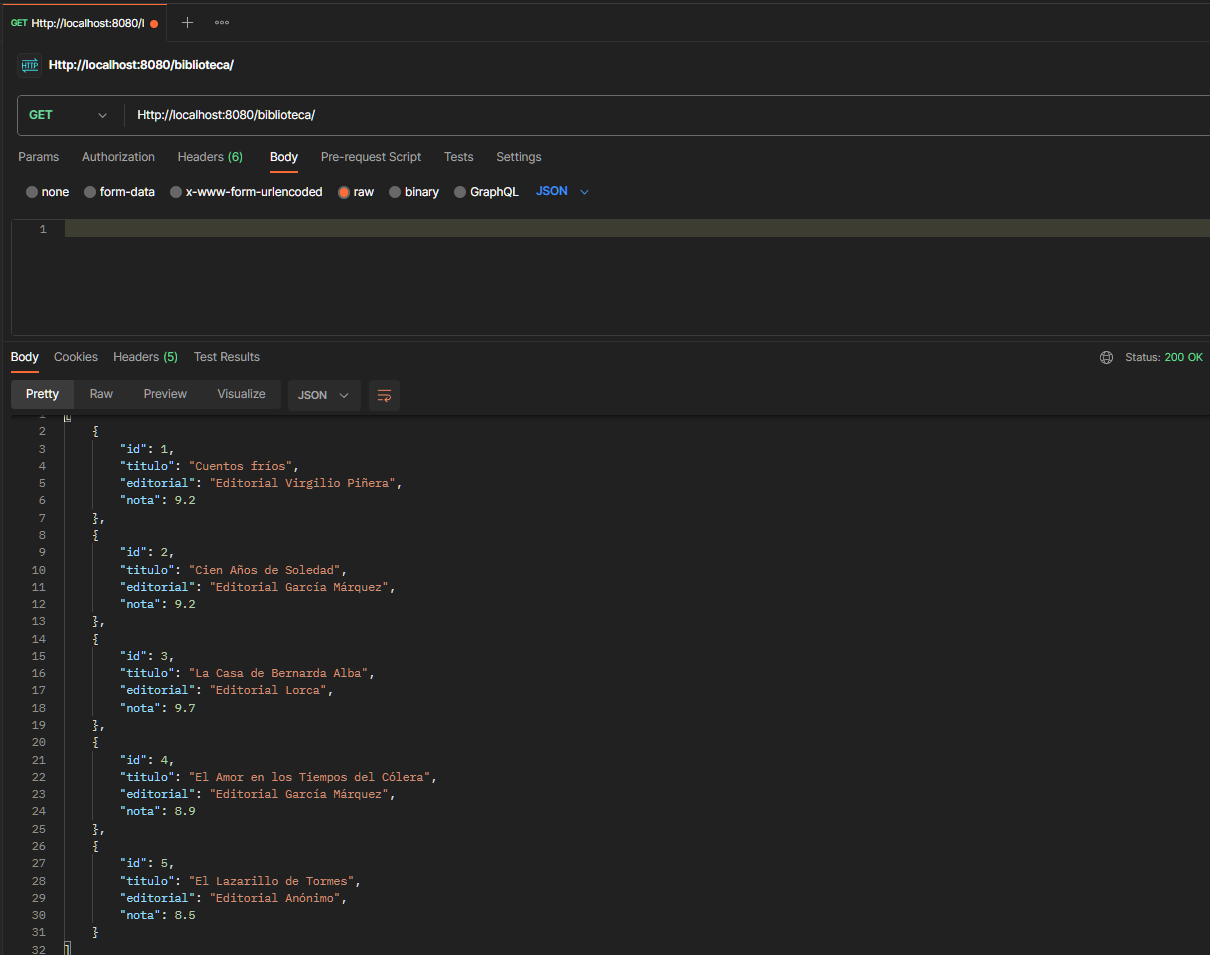 GET Http://localhost:8080/l
HTTP Http://localhost:8080/biblioteca/
GET Http://localhost:8080/biblioteca/
Params Authorization Headers (6) Body Pre-request Script Tests Settings
none form-data x-www-form-urlencoded raw binary GraphQL JSON
1
Body Cookies Headers (5) Test Results Status: 200 OK
Pretty Raw Preview Visualize JSON
1 [
2 {
3 "id": 1,
4 "titulo": "Cuentos fríos",
5 "editorial": "Editorial Virgilio Piñera",
6 "nota": 9.2
7 },
8 {
9 "id": 2,
10 "titulo": "Cien Años de Soledad",
11 "editorial": "Editorial García Márquez",
12 "nota": 9.2
13 },
14 {
15 "id": 3,
16 "titulo": "La Casa de Bernarda Alba",
17 "editorial": "Editorial Lorca",
18 "nota": 9.7
19 },
20 {
21 "id": 4,
22 "titulo": "El Amor en los Tiempos del Cólera",
23 "editorial": "Editorial García Márquez",
24 "nota": 8.9
25 },
26 {
27 "id": 5,
28 "titulo": "El Lazarillo de Tormes",
29 "editorial": "Editorial Anónimo",
30 "nota": 8.5
31 }
32 ]